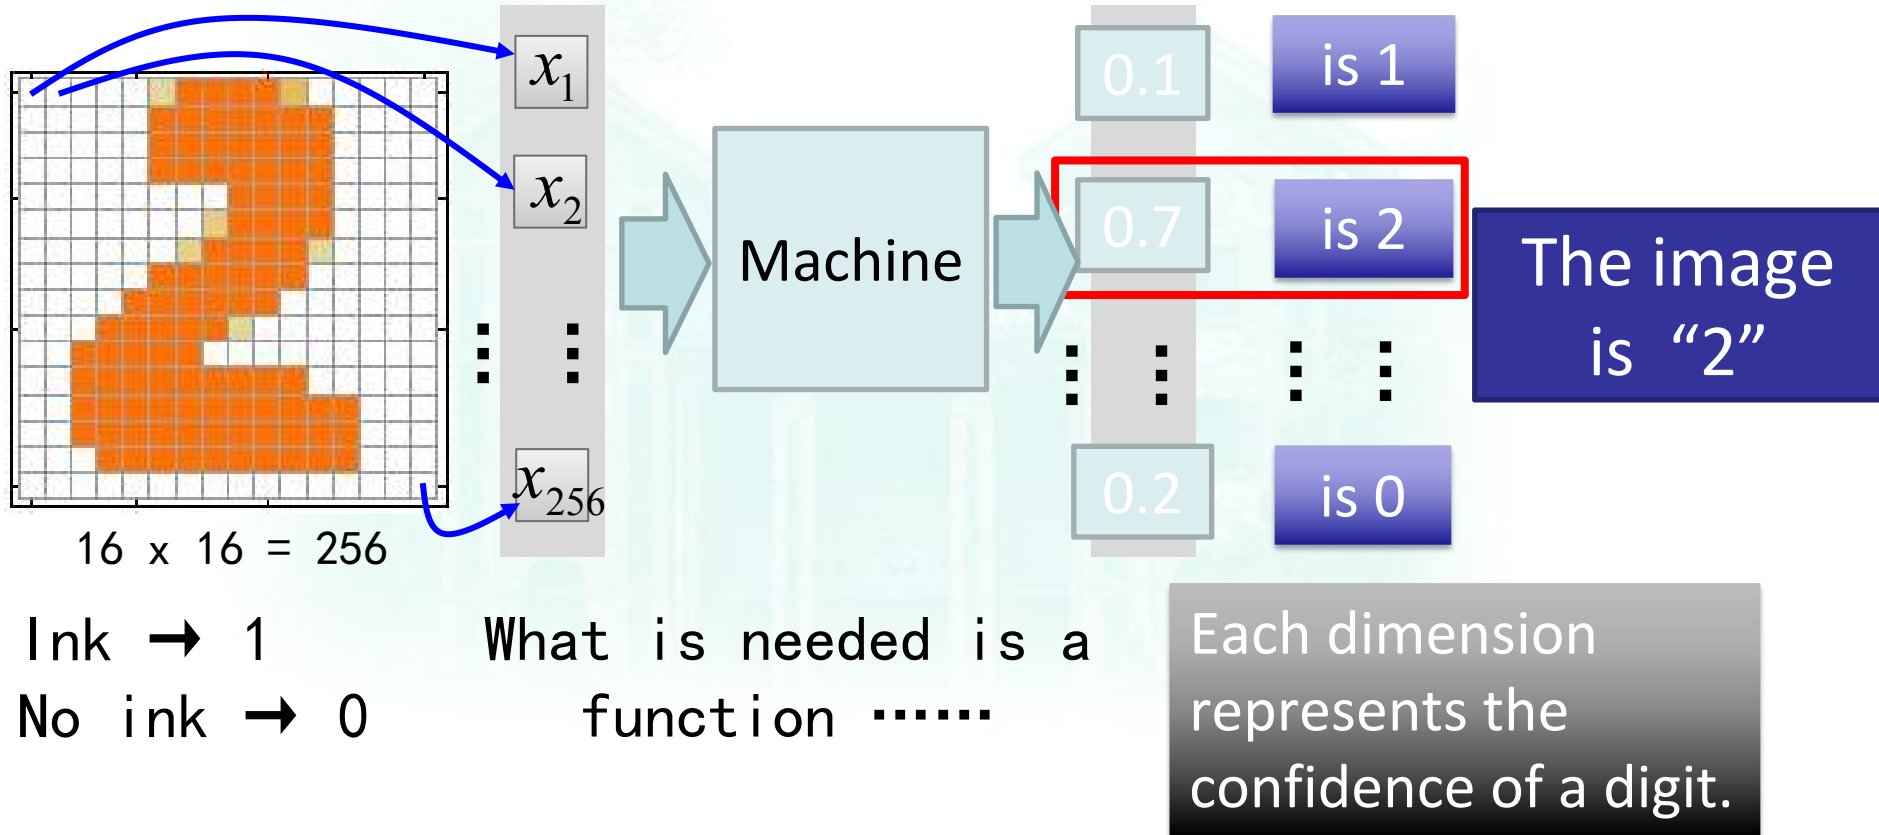 x₁
x₂
⋮ ⋮
x₂₅₆
16 x 16 = 256
Ink → 1
No ink → 0
Machine
What is needed is a
function ⋯⋯
0.1
is 1
0.7
is 2
⋮ ⋮ ⋮ ⋮
0.2
is 0
The image
is “2”
Each dimension
represents the
confidence of a digit.